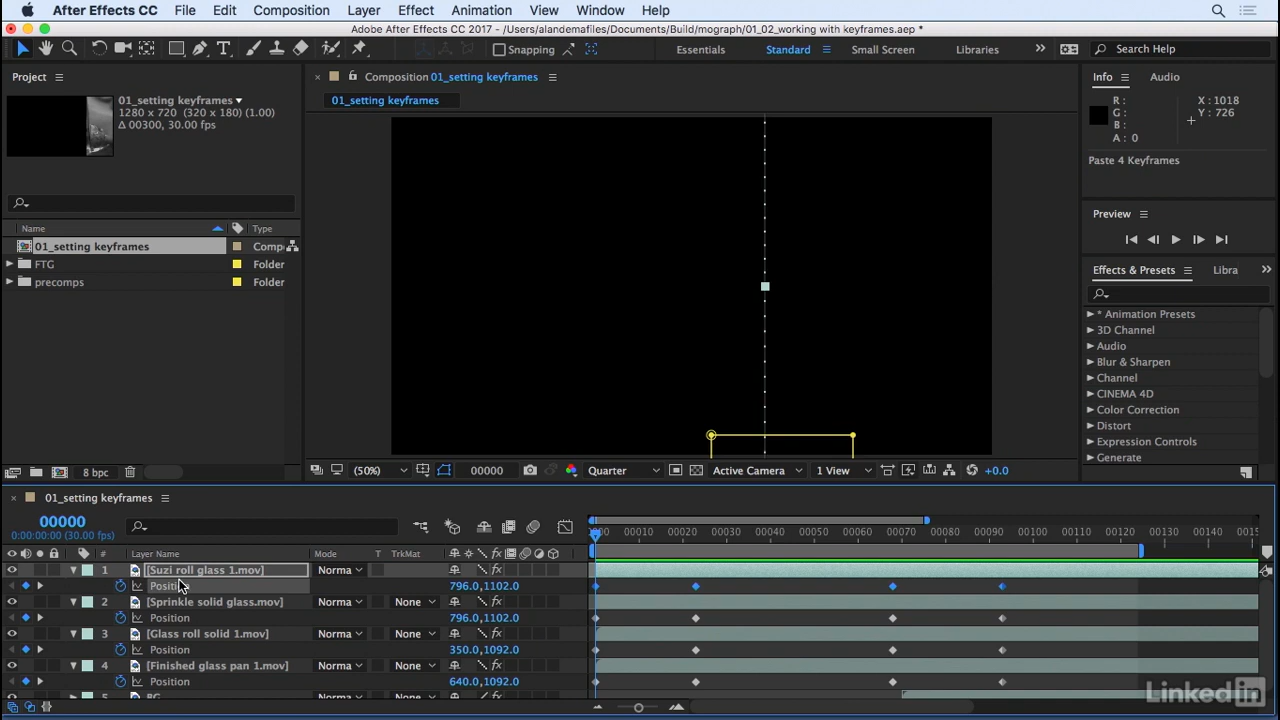 After Effects CC File Edit Composition Layer Effect Animation View Window Help
Adobe After Effects CC 2017 - /Users/alandemafiles/Documents/Build/mograph/01_02_working with keyframes.aep *
Snapping Essentials Standard Small Screen Libraries Search Help
Project
Composition 01_setting keyframes
Info Audio
01_setting keyframes
01_setting keyframes
1280 x 720 (320 x 180) (1.00)
Δ 00300, 30.00 fps
R :
G :
B :
A : 0
X : 1018
Y : 726
Paste 4 Keyframes
Preview
Name Type
01_setting keyframes Comp
FTG Folder
precomps Folder
Effects & Presets Libra
* Animation Presets
3D Channel
Audio
Blur & Sharpen
Channel
CINEMA 4D
Color Correction
Distort
Expression Controls
Generate
8 bpc
(50%) 00000 Quarter Active Camera 1 View +0.0
01_setting keyframes
00000
0:00:00:00 (30.00 fps)
00010 00020 00030 00040 00050 00060 00070 00080 00090 00100 00110 00120 00130 00140 0015
# Layer Name Mode T TrkMat
1 [Suzi roll glass 1.mov] Norma
Position 796.0,1102.0
2 [Sprinkle solid glass.mov] Norma None
Position 796.0,1102.0
3 [Glass roll solid 1.mov] Norma None
Position 350.0,1092.0
4 [Finished glass pan 1.mov] Norma None
Position 640.0,1092.0
LinkedIn